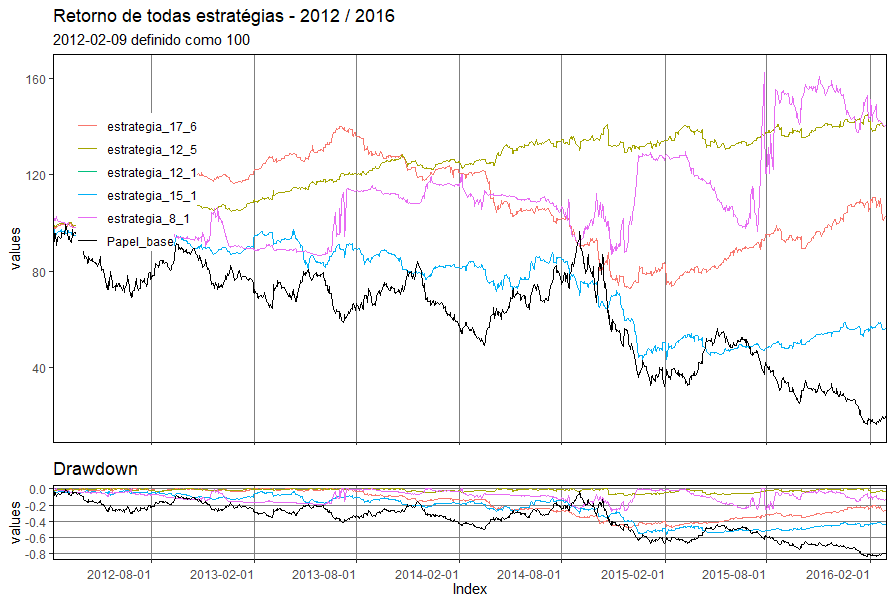 Retorno de todas estratégias - 2012 / 2016
2012-02-09 definido como 100
values
160
120
80
40
estrategia_17_6
estrategia_12_5
estrategia_12_1
estrategia_15_1
estrategia_8_1
Papel_base
Drawdown
values
0.0
-0.2
-0.4
-0.6
-0.8
2012-08-01 2013-02-01 2013-08-01 2014-02-01 2014-08-01 2015-02-01 2015-08-01 2016-02-01
Index